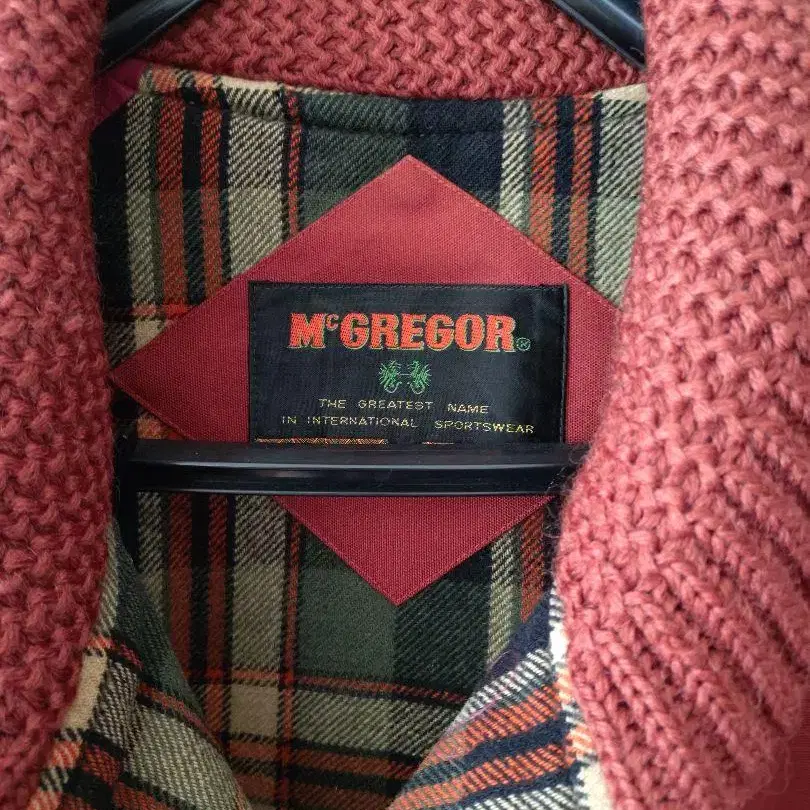 McGREGOR®
THE GREATEST NAME
IN INTERNATIONAL SPORTSWEAR